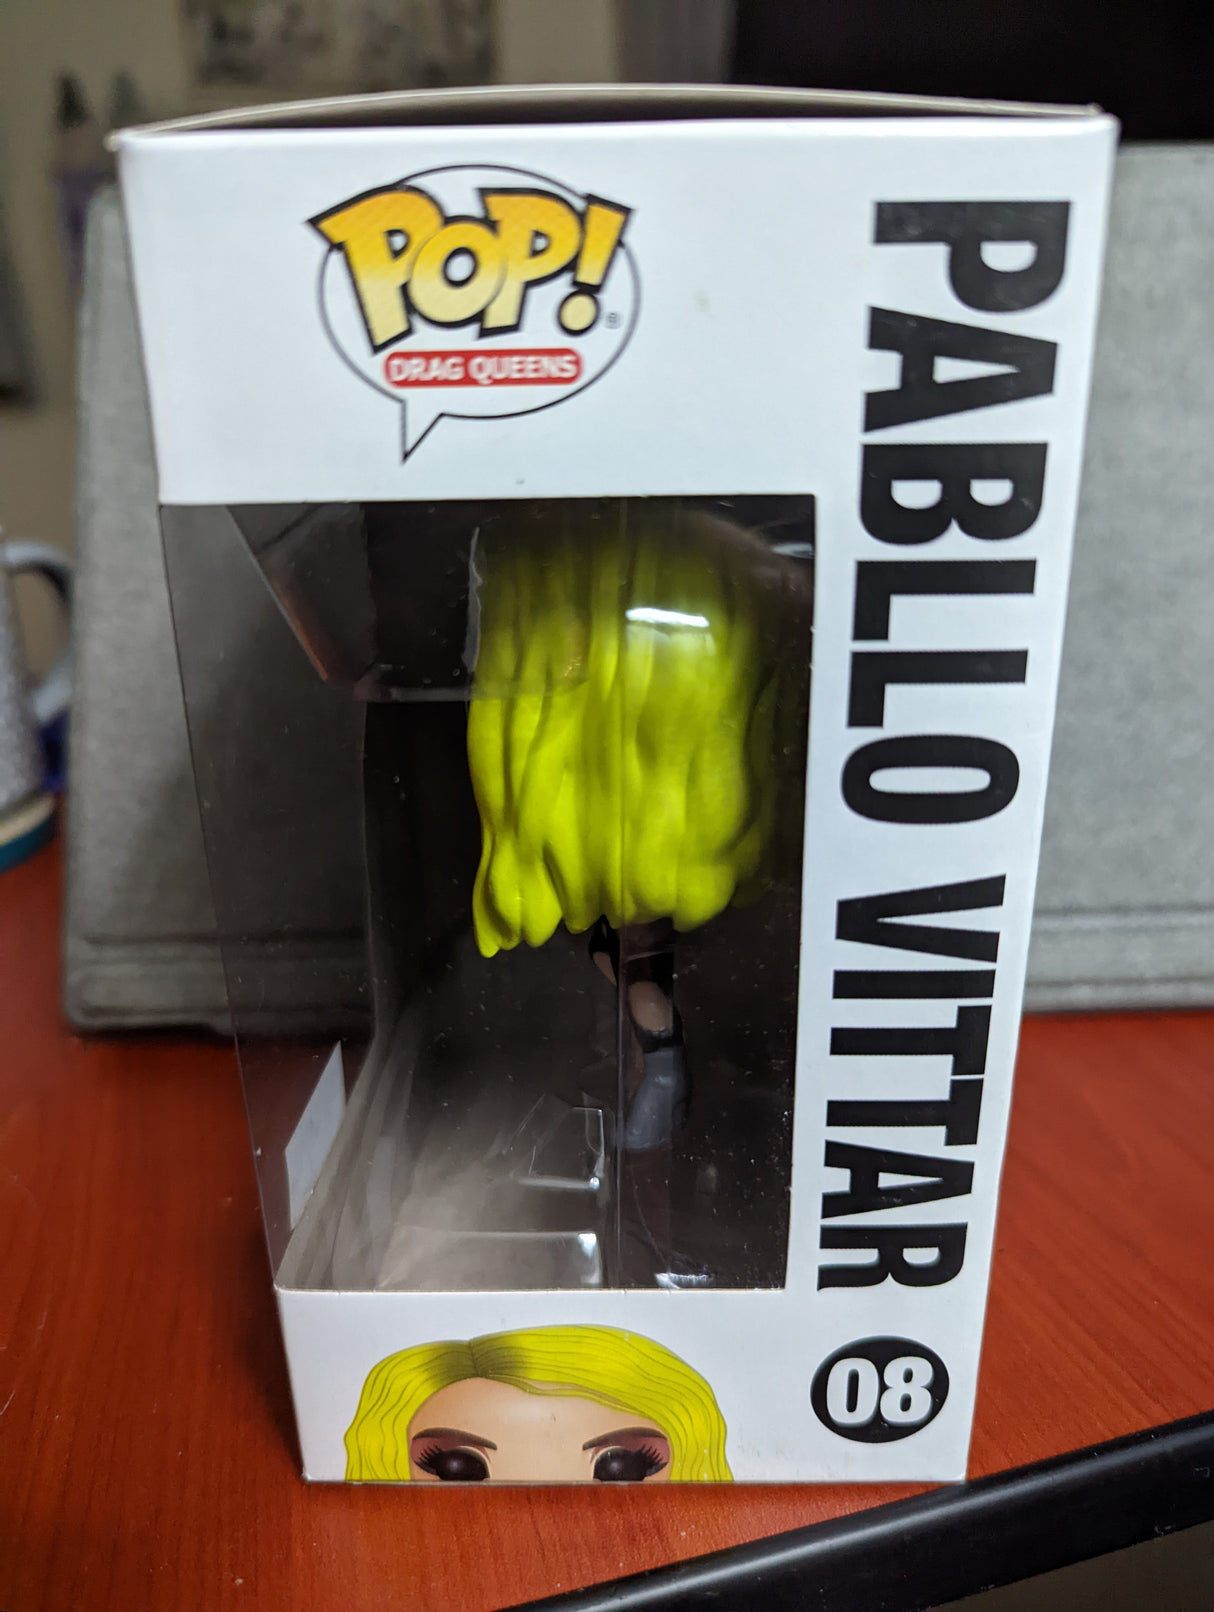 POP!
®
DRAG QUEENS
PABLLO VITTAR
08